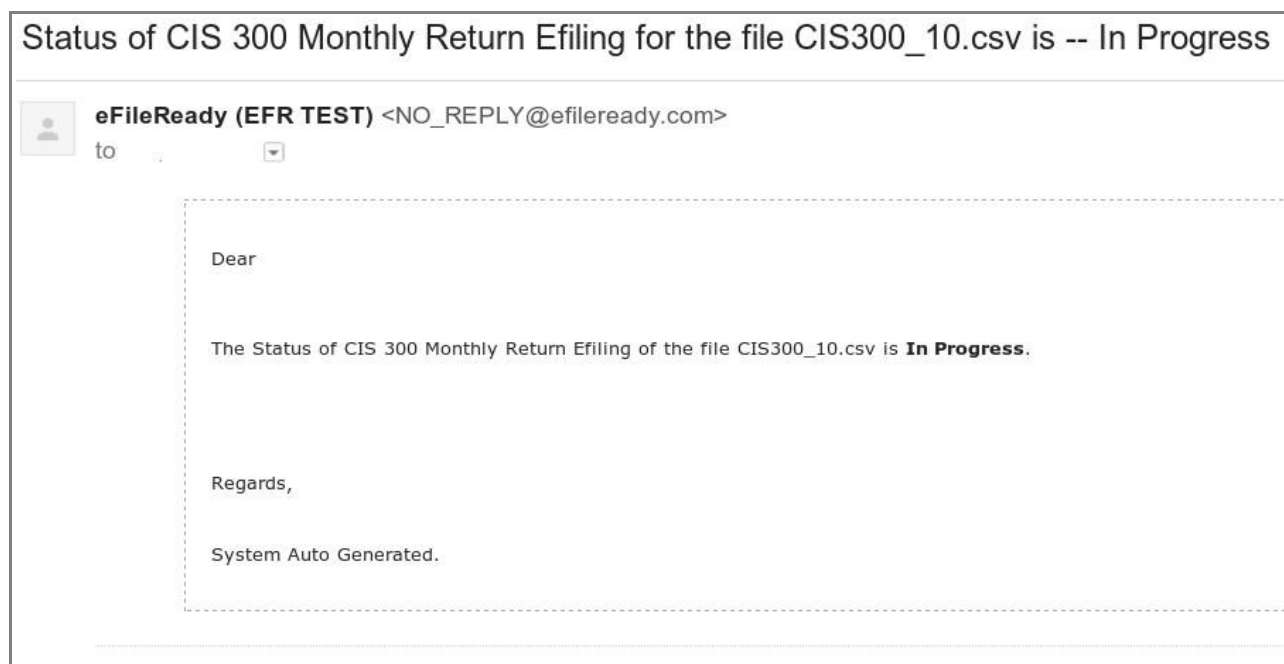 Status of CIS 300 Monthly Return Efiling for the file CIS300_10.csv is -- In Progress
eFileReady (EFR TEST) <NO_REPLY@efileready.com>
to
Dear
The Status of CIS 300 Monthly Return Efiling of the file CIS300_10.csv is In Progress.
Regards,
System Auto Generated.